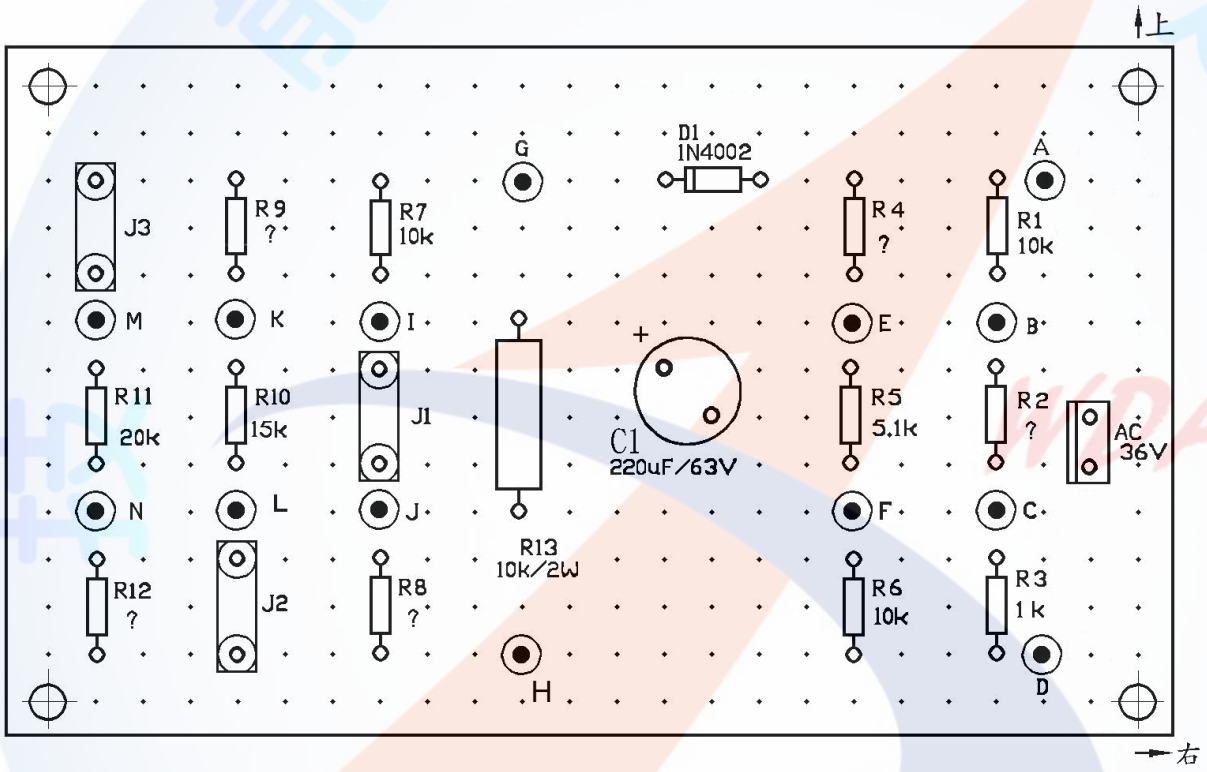 上
D1
1N4002
G
A
J3
R9
?
R7
10k
R4
?
R1
10k
M
K
I
E
B
+
R11
20k
R10
15k
J1
C1
220uF/63V
R5
5.1k
R2
?
AC
36V
N
L
J
F
C
R13
10k/2W
R12
?
J2
R8
?
R6
10k
R3
1k
H
D
右